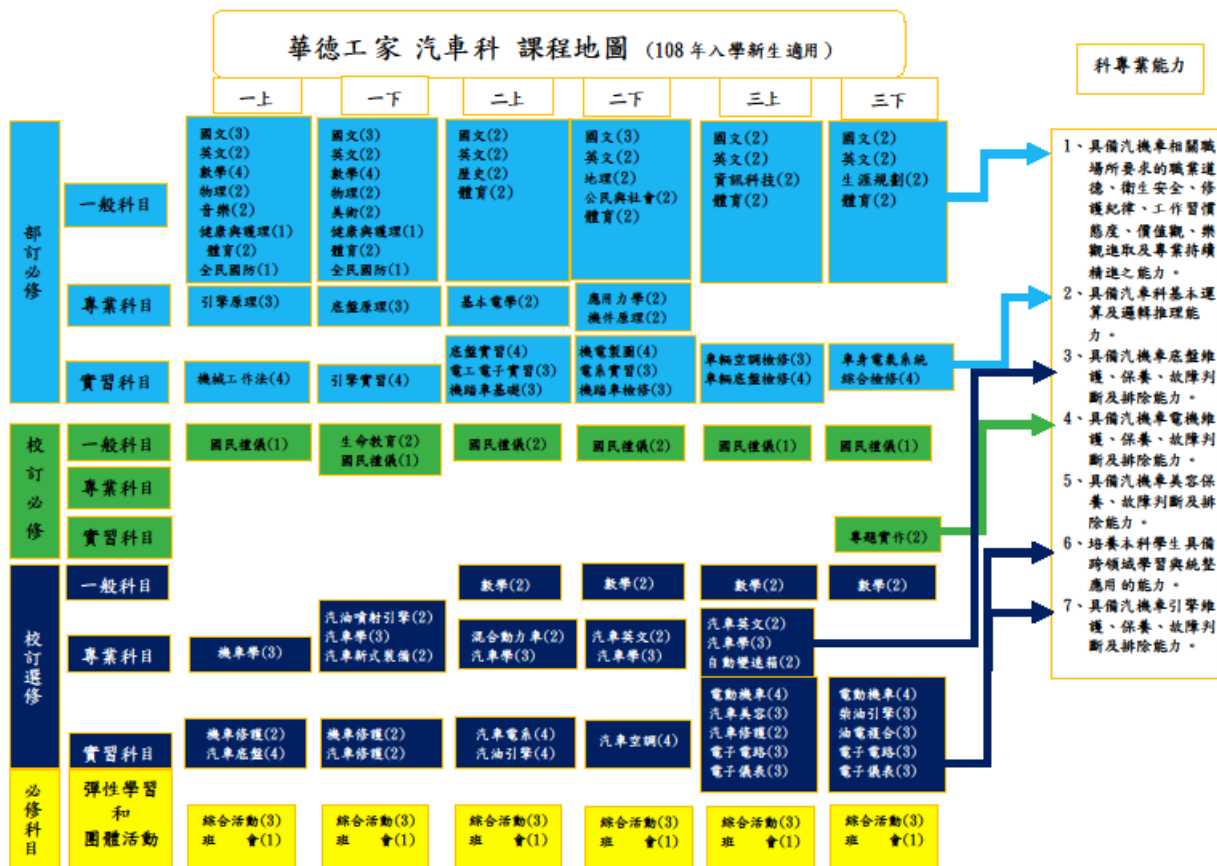 華德工家 汽車科 課程地圖 (108 年入學新生適用)
科專業能力
一上
一下
二上
二下
三上
三下
部訂必修
一般科目
國文(3)
英文(2)
數學(4)
物理(2)
音樂(2)
健康與護理(1)
體育(2)
全民國防(1)
國文(3)
英文(2)
數學(4)
物理(2)
美術(2)
健康與護理(1)
體育(2)
全民國防(1)
國文(2)
英文(2)
歷史(2)
體育(2)
國文(3)
英文(2)
地理(2)
公民與社會(2)
體育(2)
國文(2)
英文(2)
資訊科技(2)
體育(2)
國文(2)
英文(2)
生涯規劃(2)
體育(2)
專業科目
引擎原理(3)
底盤原理(3)
基本電學(2)
應用力學(2)
機件原理(2)
實習科目
機械工作法(4)
引擎實習(4)
底盤實習(4)
電工電子實習(3)
機踏車基礎(3)
機電製圖(4)
電系實習(3)
機踏車檢修(3)
車輛空調檢修(3)
車輛底盤檢修(4)
車身電氣系統
綜合檢修(4)
校訂必修
一般科目
國民禮儀(1)
生命教育(2)
國民禮儀(1)
國民禮儀(2)
國民禮儀(2)
國民禮儀(1)
國民禮儀(1)
專業科目
實習科目
專題實作(2)
校訂選修
一般科目
數學(2)
數學(2)
數學(2)
數學(2)
專業科目
機車學(3)
汽油噴射引擎(2)
汽車學(3)
汽車新式裝備(2)
混合動力車(2)
汽車學(3)
汽車英文(2)
汽車學(3)
汽車英文(2)
汽車學(3)
自動變速箱(2)
實習科目
機車修護(2)
汽車底盤(4)
機車修護(2)
汽車修護(2)
汽車電系(4)
汽油引擎(4)
汽車空調(4)
電動機車(4)
汽車美容(3)
汽車修護(2)
電子電路(3)
電子儀表(3)
電動機車(4)
柴油引擎(3)
油電複合(3)
電子電路(3)
電子儀表(3)
必修科目
彈性學習
和
團體活動
綜合活動(3)
班 會(1)
綜合活動(3)
班 會(1)
綜合活動(3)
班 會(1)
綜合活動(3)
班 會(1)
綜合活動(3)
班 會(1)
綜合活動(3)
班 會(1)
1、具備汽機車相關職
場所要求的職業道
德、衛生安全、修
護紀律、工作習慣
態度、價值觀、樂
觀進取及專業持續
精進之能力。
2、具備汽車科基本運
算及邏輯推理能
力。
3、具備汽機車底盤維
護、保養、故障判
斷及排除能力。
4、具備汽機車電機維
護、保養、故障判
斷及排除能力。
5、具備汽機車美容保
養、故障判斷及排
除能力。
6、培養本科學生具備
跨領域學習與統整
應用的能力。
7、具備汽機車引擎維
護、保養、故障判
斷及排除能力。